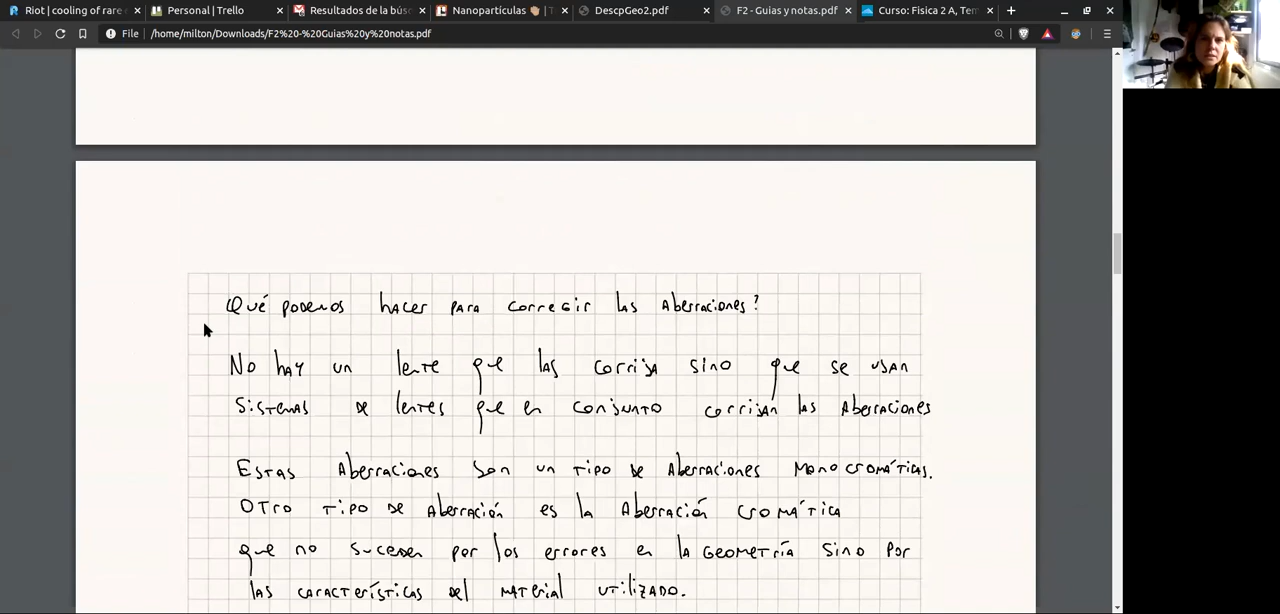 Riot | cooling of rare e
Personal | Trello
Resultados de la bús
Nanopartículas | T
DescpGeo2.pdf
F2 - Guias y notas.pdf
Curso: Fisica 2 A, Tem
File /home/milton/Downloads/F2%20-%20Guias%20y%20notas.pdf
Qué podemos hacer para corregir las Aberraciones?
No hay un lente que las corrija sino que se usan
Sistemas de lentes que en conjunto corrijan las Aberraciones
Estas Aberraciones son un tipo de Aberraciones Monocromáticas.
Otro tipo de Aberración es la Aberración cromática
que no suceden por los errores en la Geometría sino por
las características del material utilizado.